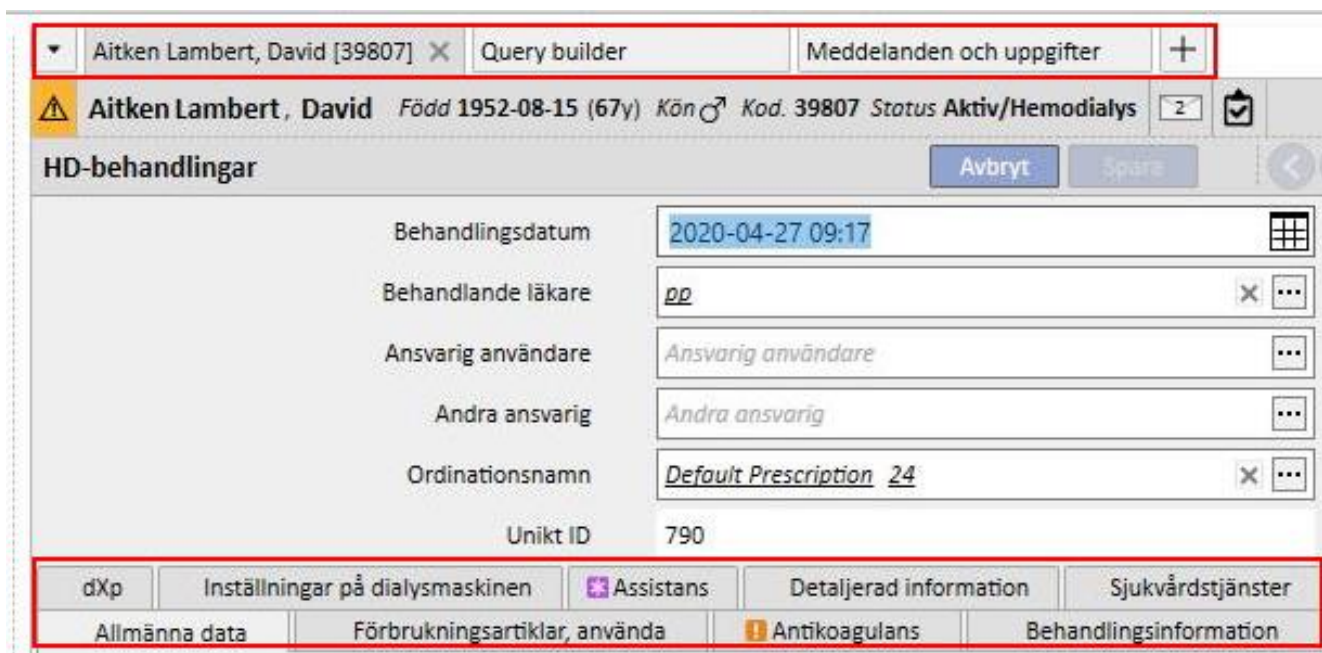 Aitken Lambert, David [39807] Query builder Meddelanden och uppgifter
Aitken Lambert, David Född 1952-08-15 (67y) Kön Kod. 39807 Status Aktiv/Hemodialys 2
HD-behandlingar Avbryt Spara
Behandlingsdatum 2020-04-27 09:17
Behandlande läkare pp
Ansvarig användare Ansvarig användare
Andra ansvarig Andra ansvarig
Ordinationsnamn Default Prescription 24
Unikt ID 790
dXp Inställningar på dialysmaskinen Assistans Detaljerad information Sjukvårdstjänster
Allmänna data Förbrukningsartiklar, använda Antikoagulans Behandlingsinformation